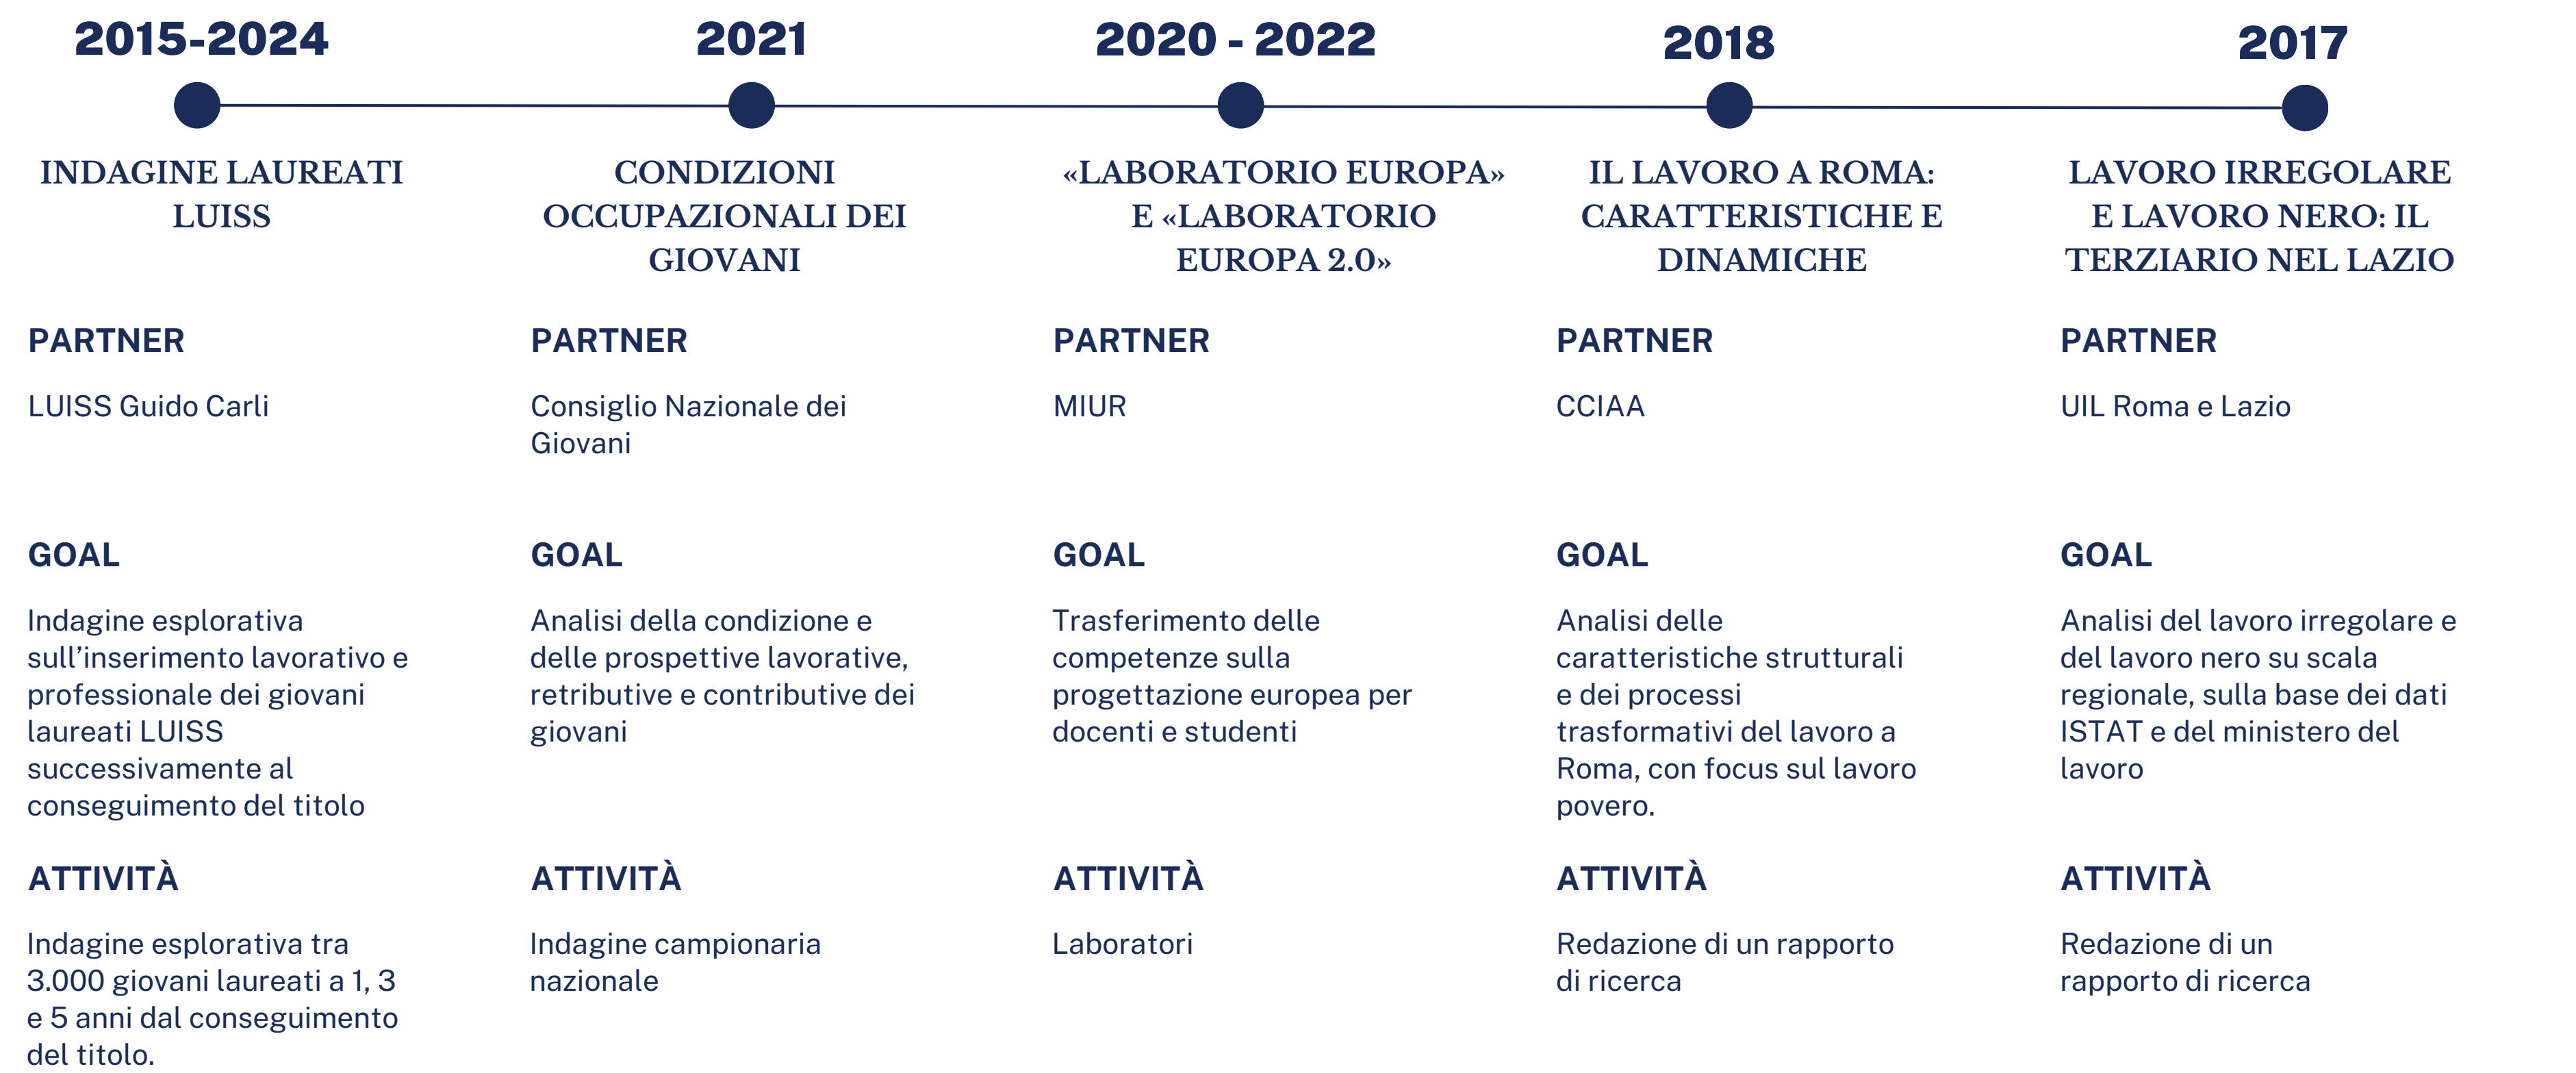 2015-2024
INDAGINE LAUREATI
LUISS
PARTNER
LUISS Guido Carli
GOAL
Indagine esplorativa
sull’inserimento lavorativo e
professionale dei giovani
laureati LUISS
successivamente al
conseguimento del titolo
ATTIVITÀ
Indagine esplorativa tra
3.000 giovani laureati a 1, 3
e 5 anni dal conseguimento
del titolo.
2021
CONDIZIONI
OCCUPAZIONALI DEI
GIOVANI
PARTNER
Consiglio Nazionale dei
Giovani
GOAL
Analisi della condizione e
delle prospettive lavorative,
retributive e contributive dei
giovani
ATTIVITÀ
Indagine campionaria
nazionale
2020 - 2022
«LABORATORIO EUROPA»
E «LABORATORIO
EUROPA 2.0»
PARTNER
MIUR
GOAL
Trasferimento delle
competenze sulla
progettazione europea per
docenti e studenti
ATTIVITÀ
Laboratori
2018
IL LAVORO A ROMA:
CARATTERISTICHE E
DINAMICHE
PARTNER
CCIAA
GOAL
Analisi delle
caratteristiche strutturali
e dei processi
trasformativi del lavoro a
Roma, con focus sul lavoro
povero.
ATTIVITÀ
Redazione di un rapporto
di ricerca
2017
LAVORO IRREGOLARE
E LAVORO NERO: IL
TERZIARIO NEL LAZIO
PARTNER
UIL Roma e Lazio
GOAL
Analisi del lavoro irregolare e
del lavoro nero su scala
regionale, sulla base dei dati
ISTAT e del ministero del
lavoro
ATTIVITÀ
Redazione di un
rapporto di ricerca